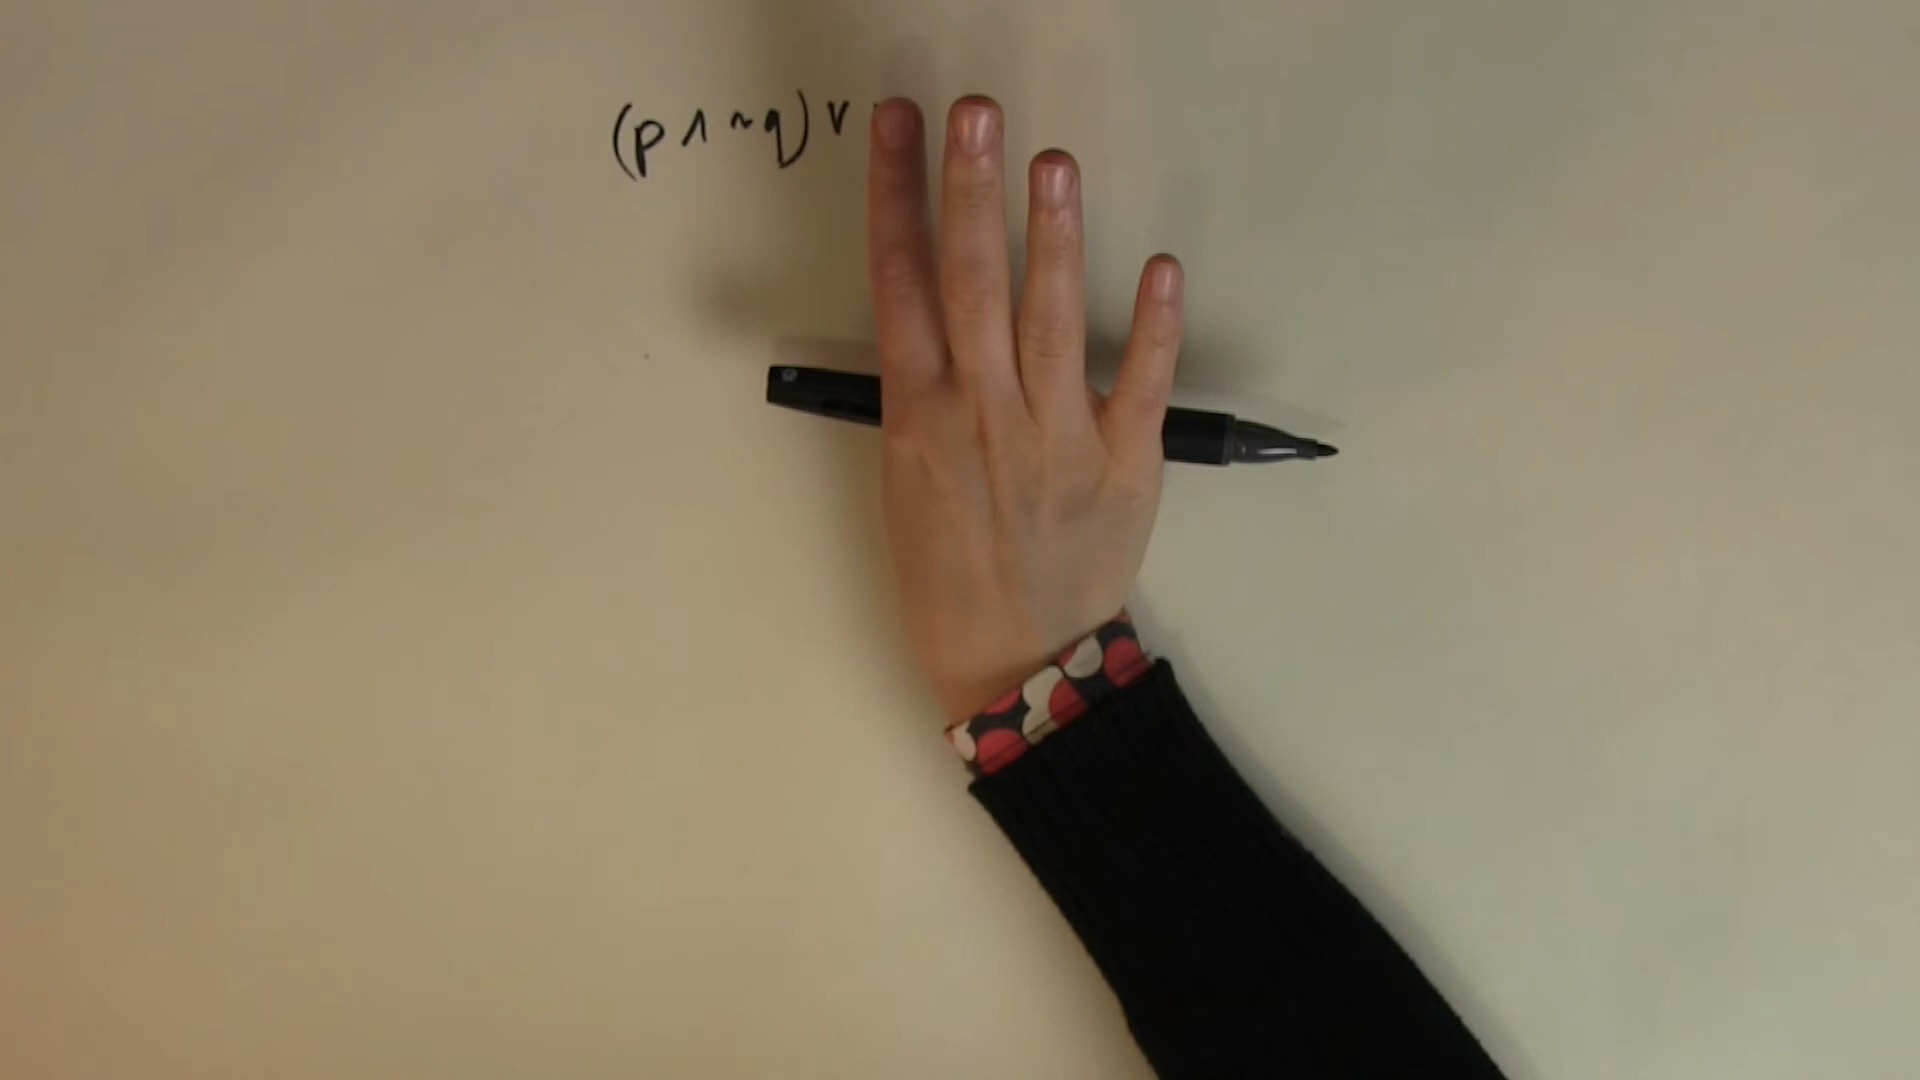 (p ∧ ~q) ∨